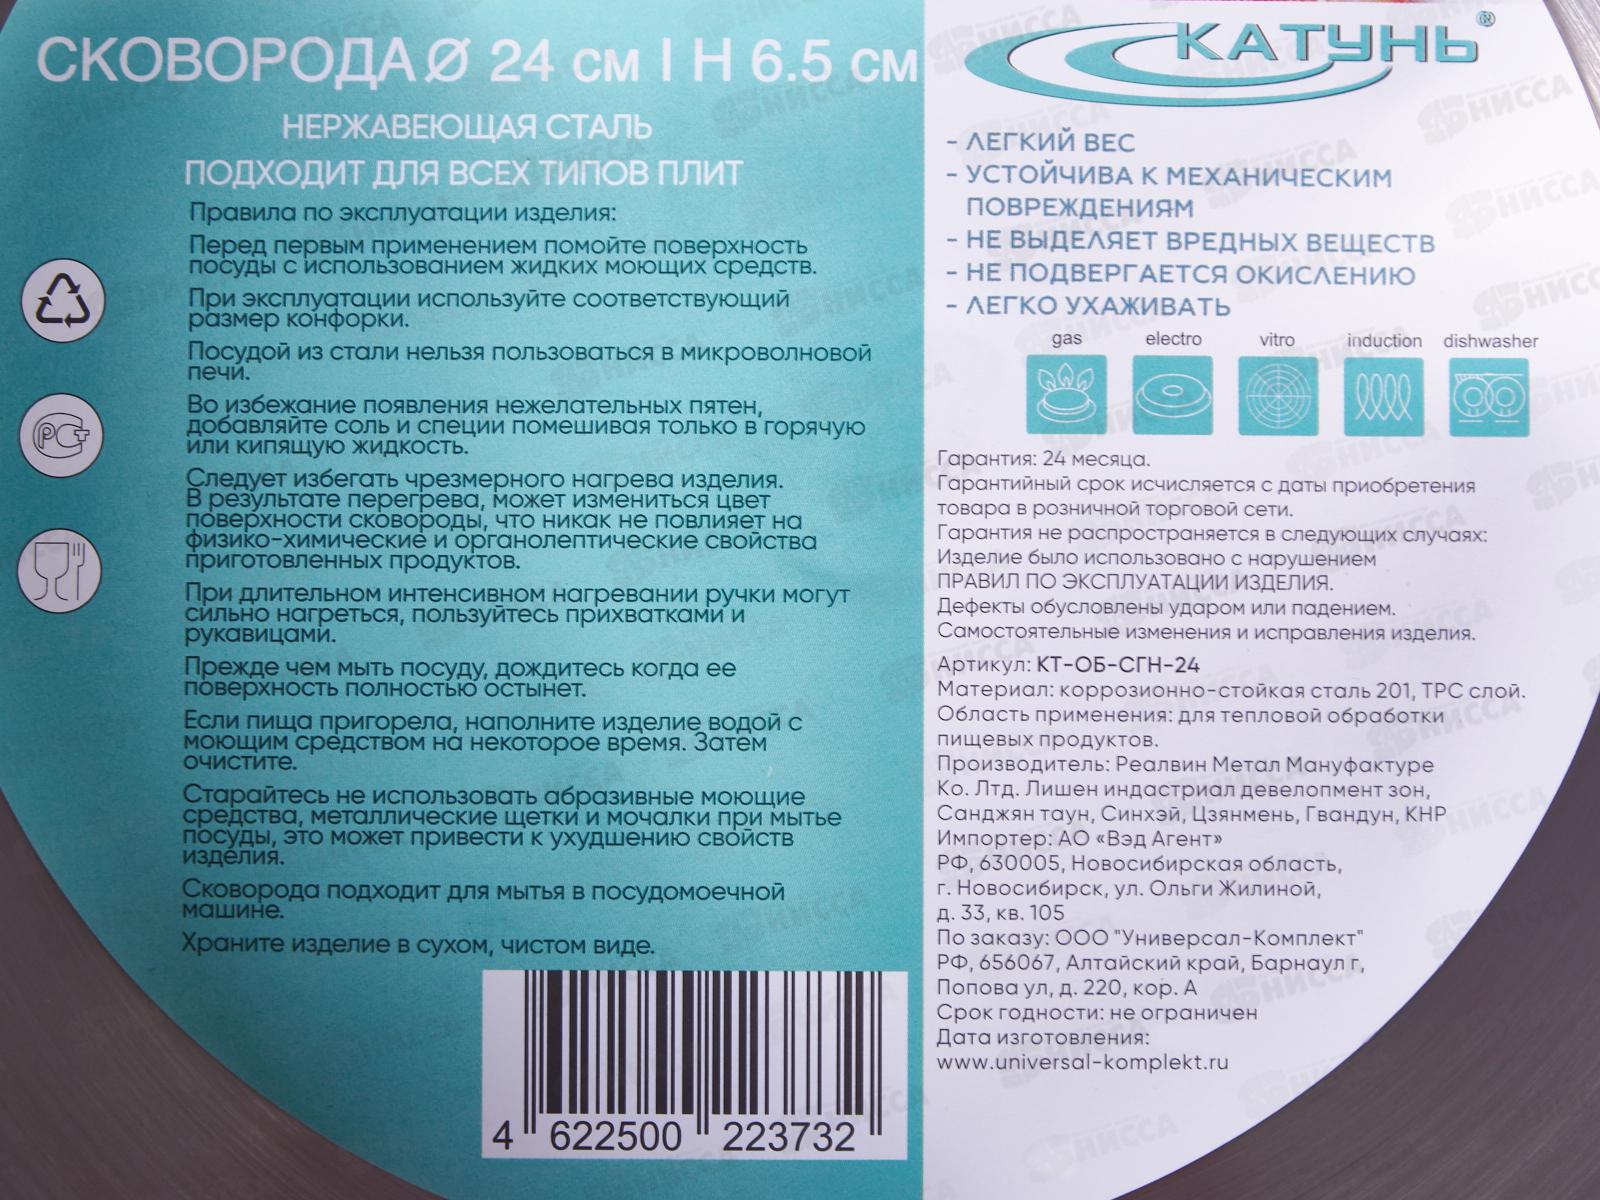 СКОВОРОДА Ø 24 см I H 6.5 см
НЕРЖАВЕЮЩАЯ СТАЛЬ
ПОДХОДИТ ДЛЯ ВСЕХ ТИПОВ ПЛИТ
Правила по эксплуатации изделия:
Перед первым применением помойте поверхность
посуды с использованием жидких моющих средств.
При эксплуатации используйте соответствующий
размер конфорки.
Посудой из стали нельзя пользоваться в микроволновой
печи.
Во избежание появления нежелательных пятен,
добавляйте соль и специи помешивая только в горячую
или кипящую жидкость.
Следует избегать чрезмерного нагрева изделия.
В результате перегрева, может измениться цвет
поверхности сковороды, что никак не повлияет на
физико-химические и органолептические свойства
приготовленных продуктов.
При длительном интенсивном нагревании ручки могут
сильно нагреться, пользуйтесь прихватками и
рукавицами.
Прежде чем мыть посуду, дождитесь когда ее
поверхность полностью остынет.
Если пища пригорела, наполните изделие водой с
моющим средством на некоторое время. Затем
очистите.
Старайтесь не использовать абразивные моющие
средства, металлические щетки и мочалки при мытье
посуды, это может привести к ухудшению свойств
изделия.
Сковорода подходит для мытья в посудомоечной
машине.
Храните изделие в сухом, чистом виде.
4 622500 223732
КАТУНЬ®
- ЛЕГКИЙ ВЕС
- УСТОЙЧИВА К МЕХАНИЧЕСКИМ
ПОВРЕЖДЕНИЯМ
- НЕ ВЫДЕЛЯЕТ ВРЕДНЫХ ВЕЩЕСТВ
- НЕ ПОДВЕРГАЕТСЯ ОКИСЛЕНИЮ
- ЛЕГКО УХАЖИВАТЬ
gas electro vitro induction dishwasher
Гарантия: 24 месяца.
Гарантийный срок исчисляется с даты приобретения
товара в розничной торговой сети.
Гарантия не распространяется в следующих случаях:
Изделие было использовано с нарушением
ПРАВИЛ ПО ЭКСПЛУАТАЦИИ ИЗДЕЛИЯ.
Дефекты обусловлены ударом или падением.
Самостоятельные изменения и исправления изделия.
Артикул: КТ-ОБ-СГН-24
Материал: коррозионно-стойкая сталь 201, ТРС слой.
Область применения: для тепловой обработки
пищевых продуктов.
Производитель: Реалвин Метал Мануфактуре
Ко. Лтд. Лишен индастриал девелопмент зон,
Санджян таун, Синхэй, Цзянмень, Гвандун, КНР
Импортер: АО «Вэд Агент»
РФ, 630005, Новосибирская область,
г. Новосибирск, ул. Ольги Жилиной,
д. 33, кв. 105
По заказу: ООО "Универсал-Комплект"
РФ, 656067, Алтайский край, Барнаул г,
Попова ул, д. 220, кор. А
Срок годности: не ограничен
Дата изготовления:
www.universal-komplekt.ru